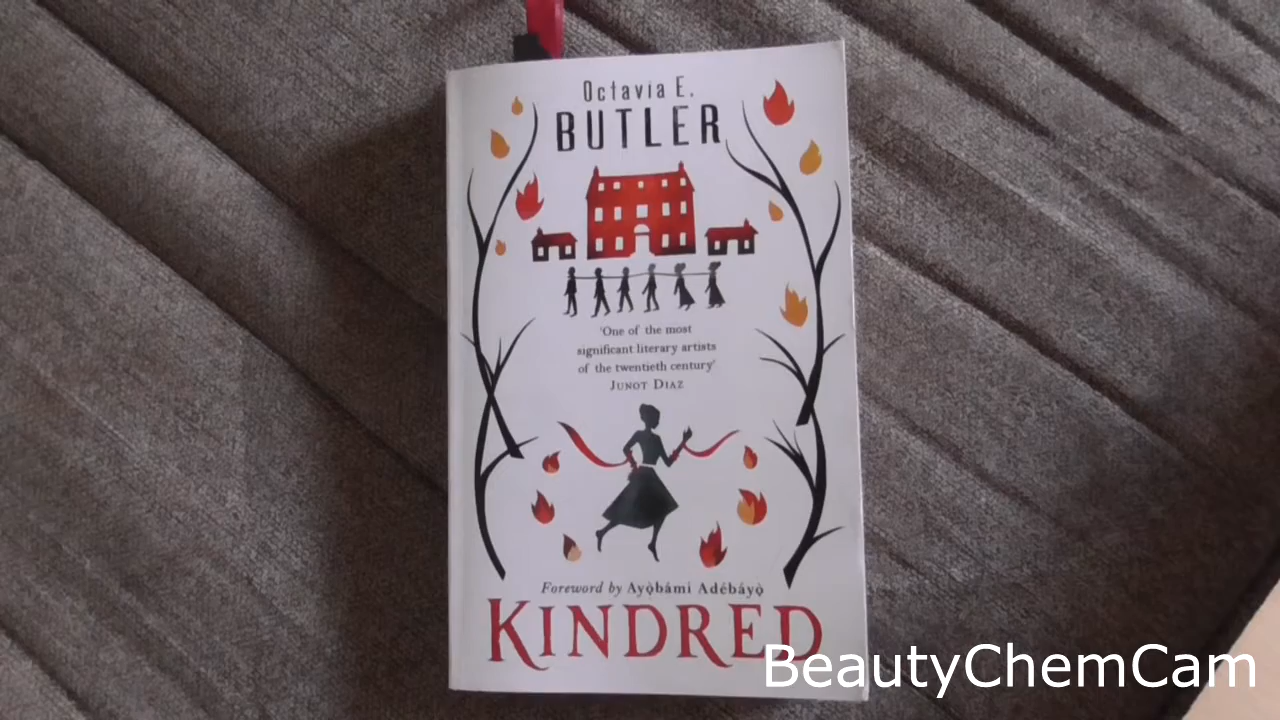 Octavia E.
BUTLER
'One of the most
significant literary artists
of the twentieth century'
JUNOT DIAZ
Foreword by Ayọ̀bámi Adébáyọ̀
KINDRED
BeautyChemCam